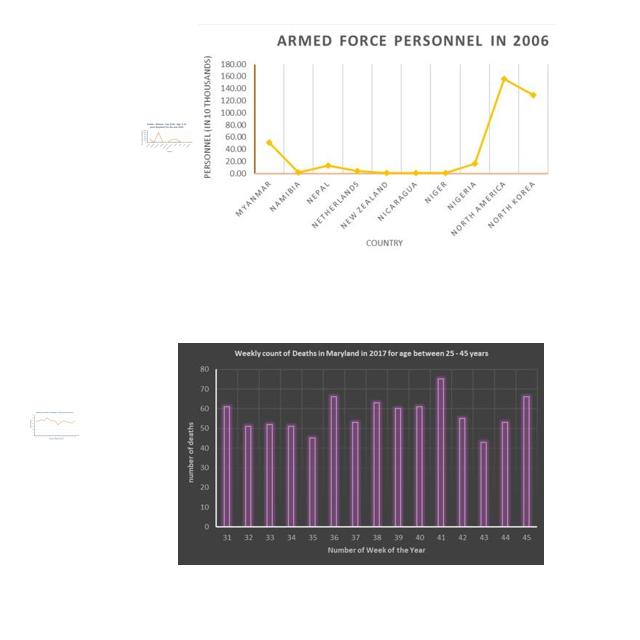 ARMED FORCE PERSONNEL IN 2006
PERSONNEL (IN 10 THOUSANDS)
180.00
160.00
140.00
120.00
100.00
80.00
60.00
40.00
20.00
0.00
MYANMAR
NAMIBIA
NEPAL
NETHERLANDS
NEW ZEALAND
NICARAGUA
NIGER
NIGERIA
NORTH AMERICA
NORTH KOREA
COUNTRY
Weekly count of Deaths in Maryland in 2017 for age between 25 - 45 years
number of deaths
80
70
60
50
40
30
20
10
0
31 32 33 34 35 36 37 38 39 40 41 42 43 44 45
Number of Week of the Year